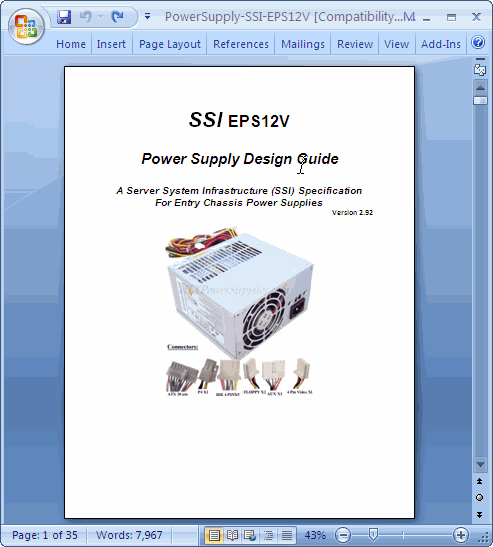 PowerSupply-SSI-EPS12V [Compatibility...M...
Home Insert Page Layout References Mailings Review View Add-Ins
SSI EPS12V
Power Supply Design Guide
A Server System Infrastructure (SSI) Specification
For Entry Chassis Power Supplies
Version 2.92
Connectors:
ATX 20 pin P4 X1 IDE 4 PINX5 FLOPPY X2 AUX X1 4 Pin Video X1
Page: 1 of 35 Words: 7,967 43%